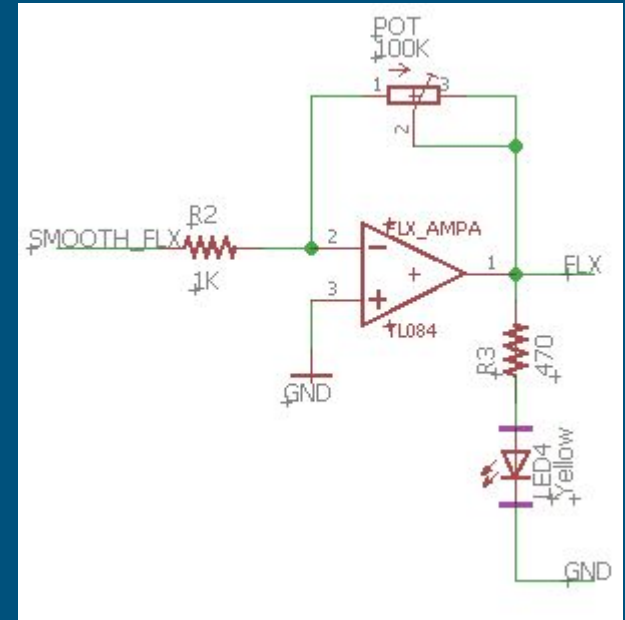 POT
100K
1
3
2
SMOOTH_FLX
R2
1K
2
FLX_AMPA
3
1
FLX
TL084
GND
R3
470
LED4
Yellow
GND